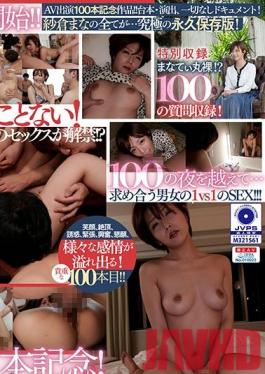 始!!
AV出演100本記念作品!!台本・演出、一切なしドキュメント!
紗倉まなの全てが…究極の永久保存版!
特別収録
まなてぃ丸裸!?
100の質問収録!
ことない!
のセックスが解禁!?
100の夜を越えて…
求め合う男女の1vs1のSEX!!!
笑顔、絶頂、
誘惑、緊張、興奮、懇願、
様々な感情が
溢れ出る!
貴重な
100本目!!
JVPS
M321561
本記念!
JAVHD